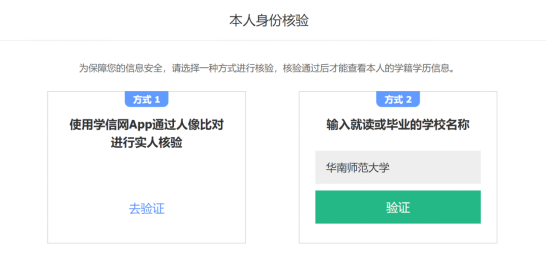 本人身份核验
为保障您的信息安全，请选择一种方式进行核验，核验通过后才能查看本人的学籍学历信息。
方式 1
使用学信网App通过人像比对
进行实人核验
去验证
方式 2
输入就读或毕业的学校名称
华南师范大学
验证